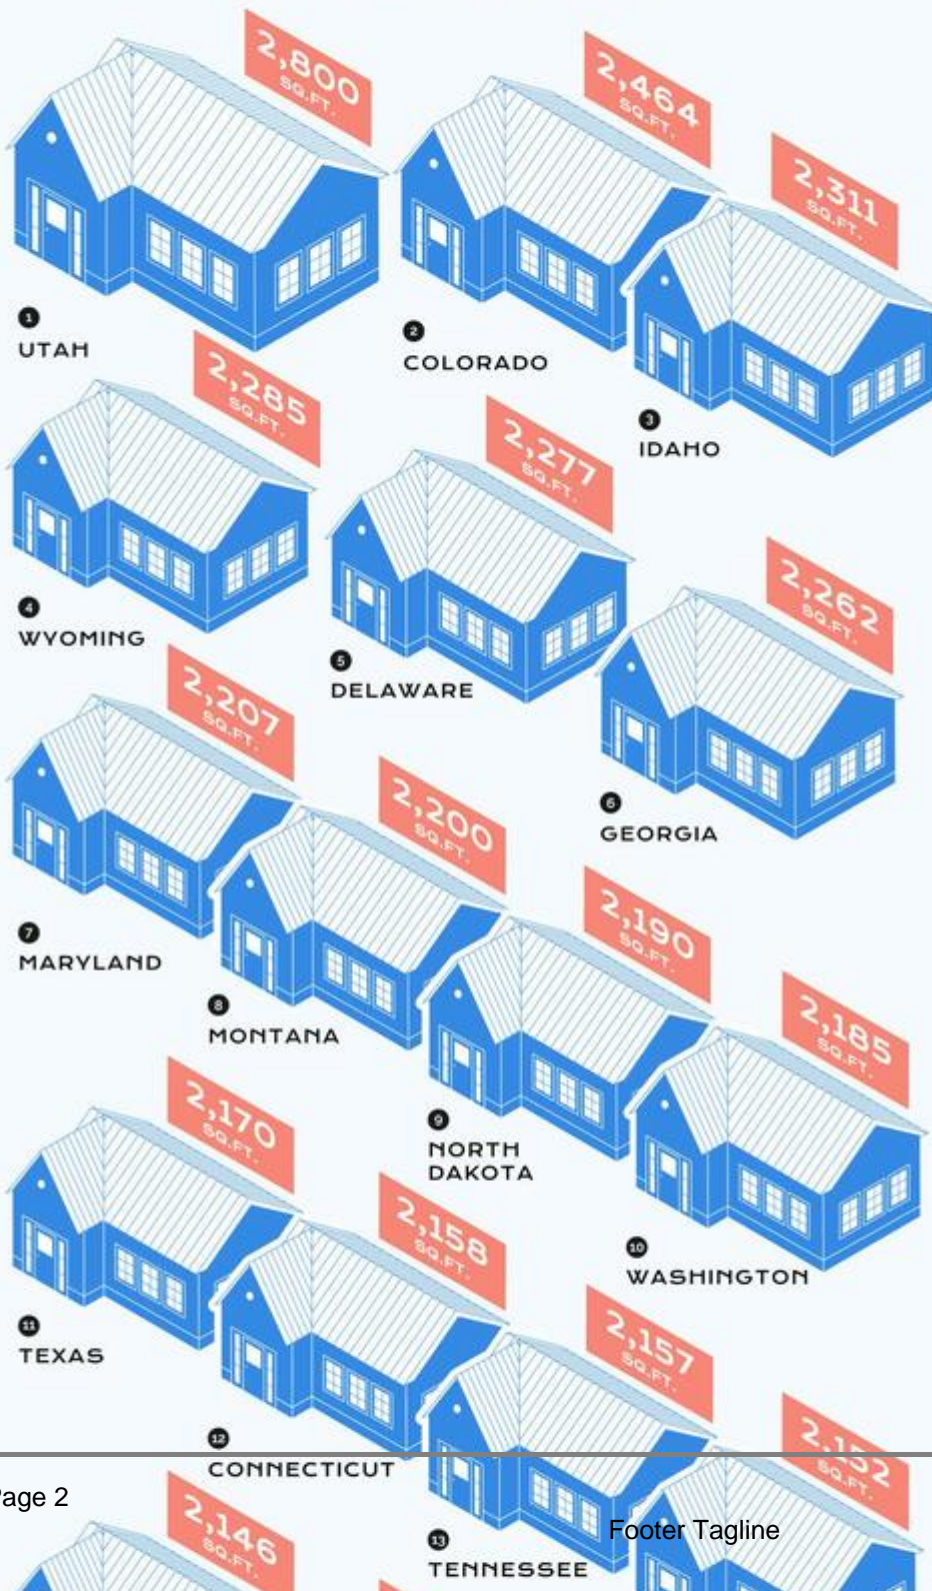 2,800
SQ.FT.
2,464
SQ.FT.
2,311
SQ.FT.
1
UTAH
2
COLORADO
3
IDAHO
2,285
SQ.FT.
2,277
SQ.FT.
2,262
SQ.FT.
4
WYOMING
5
DELAWARE
6
GEORGIA
2,207
SQ.FT.
2,200
SQ.FT.
2,190
SQ.FT.
2,185
SQ.FT.
7
MARYLAND
8
MONTANA
9
NORTH
DAKOTA
10
WASHINGTON
2,170
SQ.FT.
2,158
SQ.FT.
2,157
SQ.FT.
2,152
SQ.FT.
11
TEXAS
12
CONNECTICUT
13
TENNESSEE
Page 2
Footer Tagline
2,146
SQ.FT.